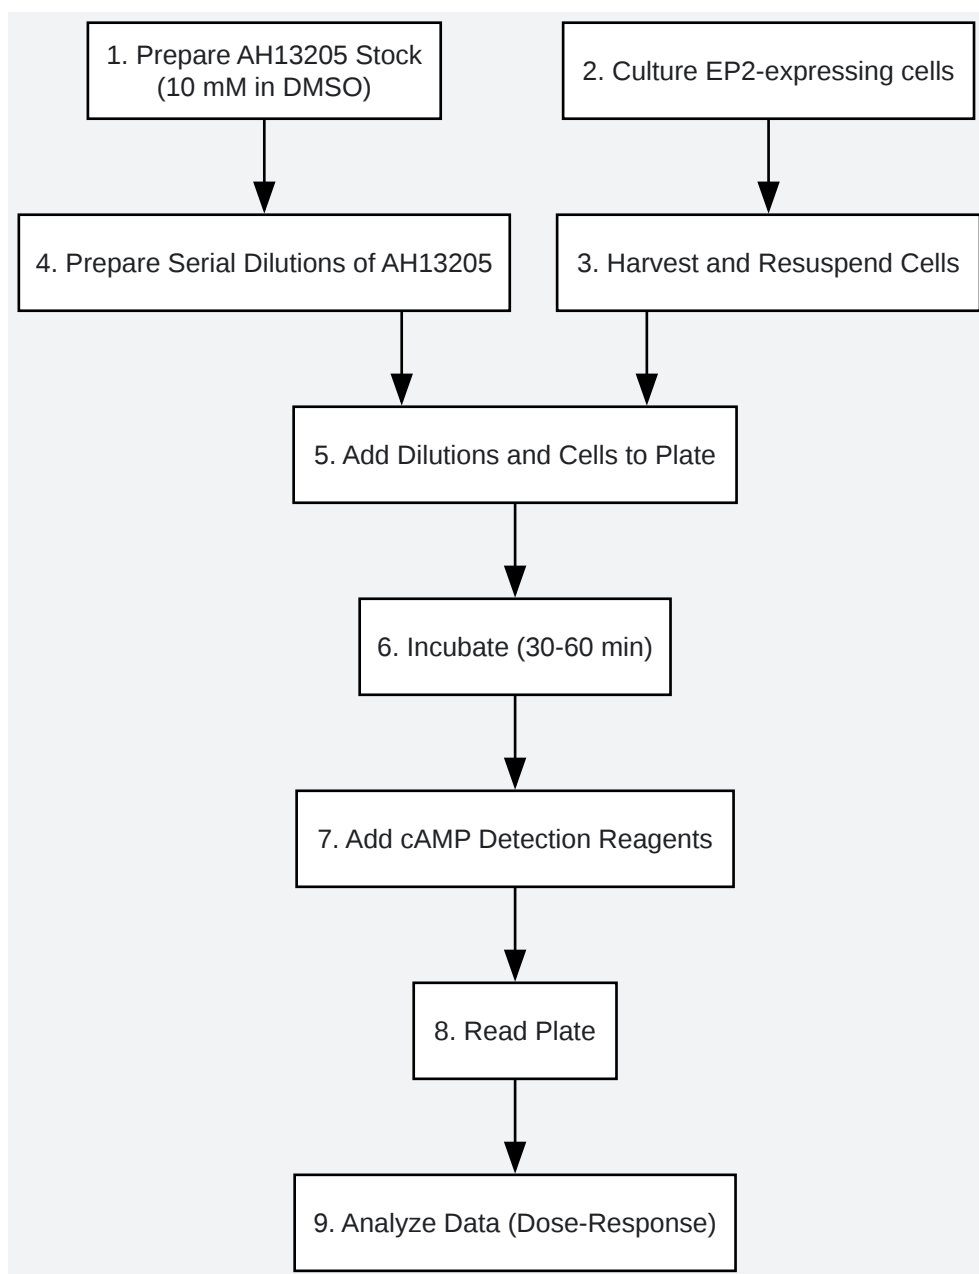 1. Prepare AH13205 Stock
(10 mM in DMSO)
2. Culture EP2-expressing cells
4. Prepare Serial Dilutions of AH13205
3. Harvest and Resuspend Cells
5. Add Dilutions and Cells to Plate
6. Incubate (30-60 min)
7. Add cAMP Detection Reagents
8. Read Plate
9. Analyze Data (Dose-Response)